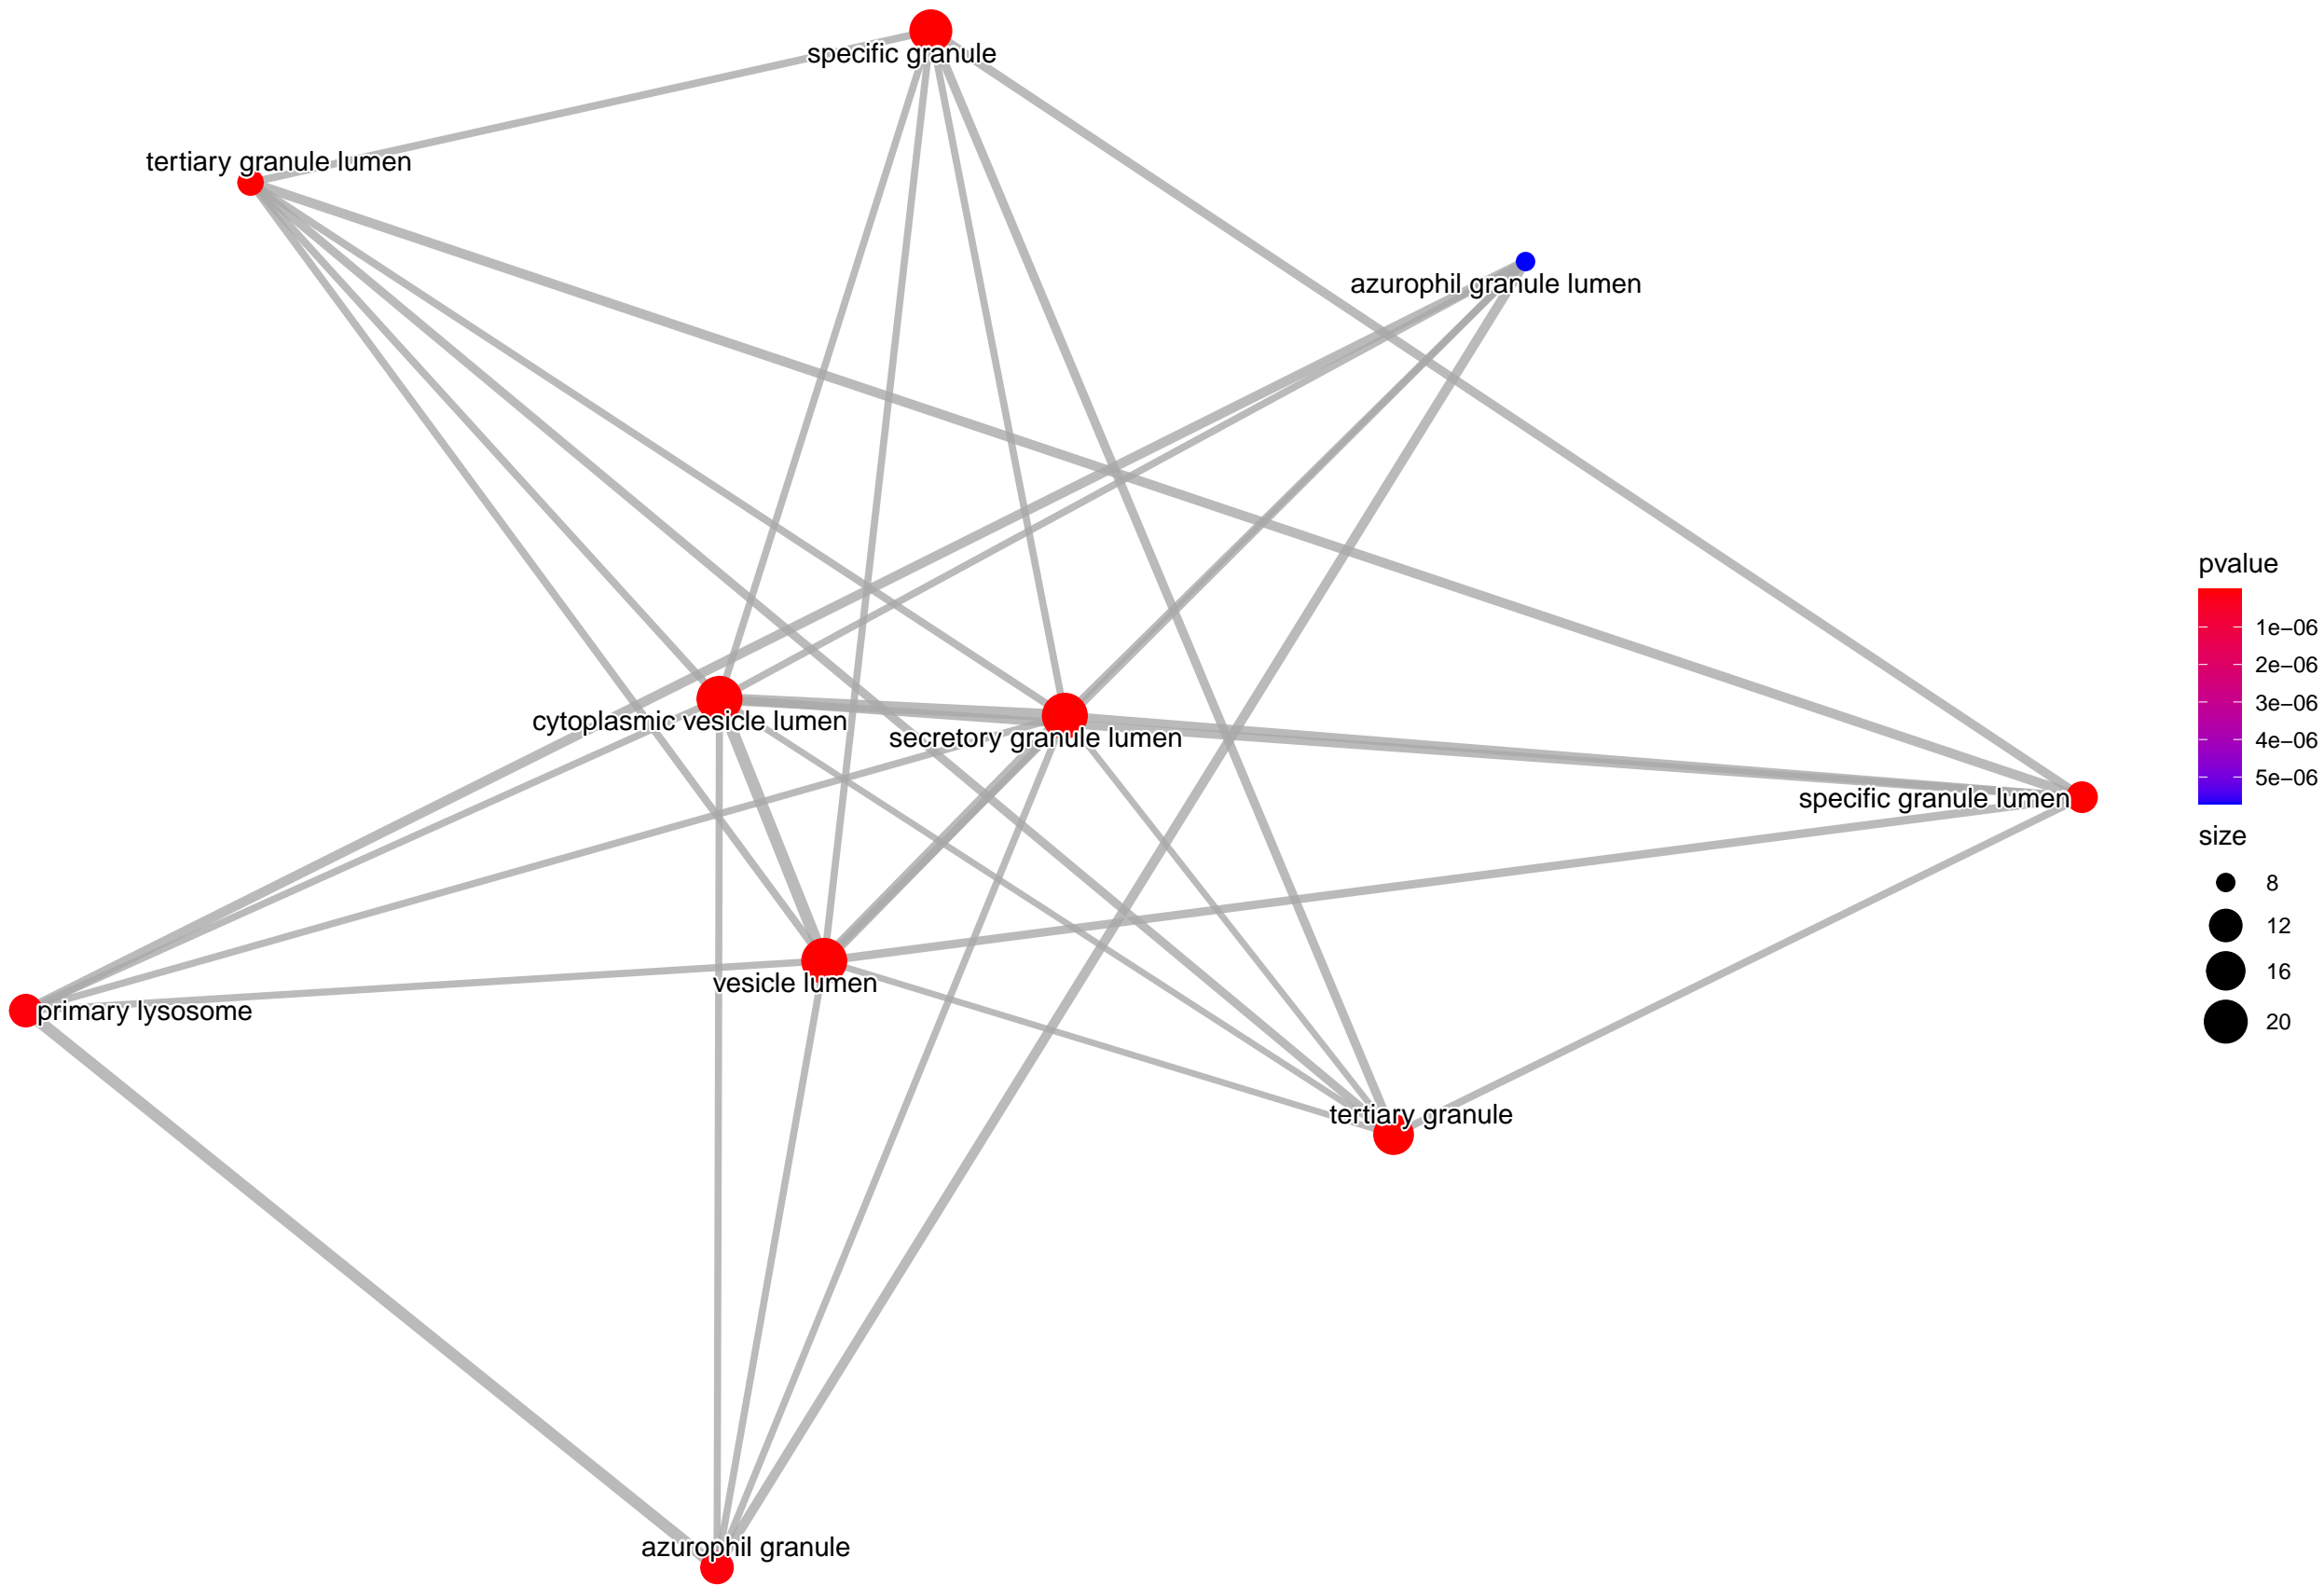 specific granule
tertiary granule lumen
azurophil granule lumen
cytoplasmic vesicle lumen
secretory granule lumen
specific granule lumen
vesicle lumen
primary lysosome
tertiary granule
azurophil granule
pvalue
1e−06
2e−06
3e−06
4e−06
5e−06
size
8
12
16
20